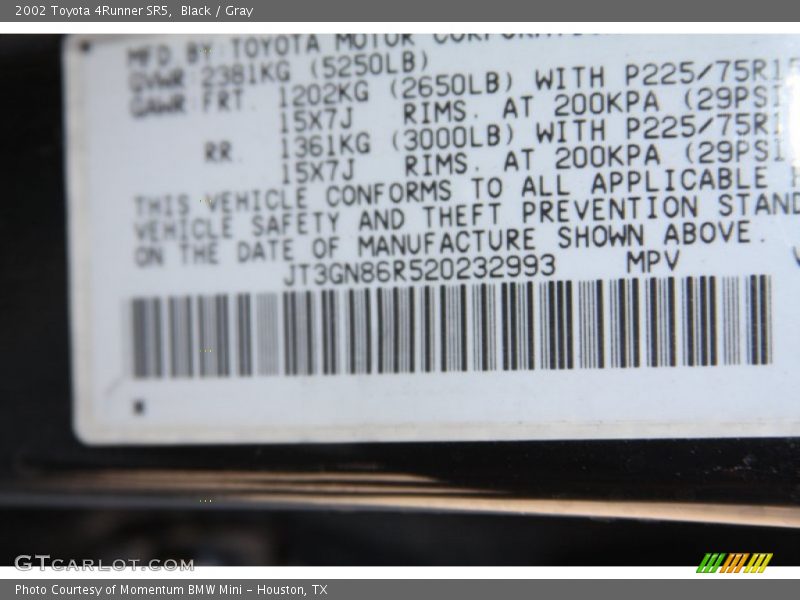 2002 Toyota 4Runner SR5, Black / Gray
MFD BY TOYOTA MOTOR
GVWR 2381KG (5250LB)
GAWR FRT. 1202KG (2650LB) WITH P225/75R15
15X7J RIMS. AT 200KPA (29PSI
RR. 1361KG (3000LB) WITH P225/75R1
15X7J RIMS. AT 200KPA (29PSI
THIS VEHICLE CONFORMS TO ALL APPLICABLE
VEHICLE SAFETY AND THEFT PREVENTION STAND
ON THE DATE OF MANUFACTURE SHOWN ABOVE.
JT3GN86R520232993 MPV
GTCARLOT.COM
Photo Courtesy of Momentum BMW Mini - Houston, TX